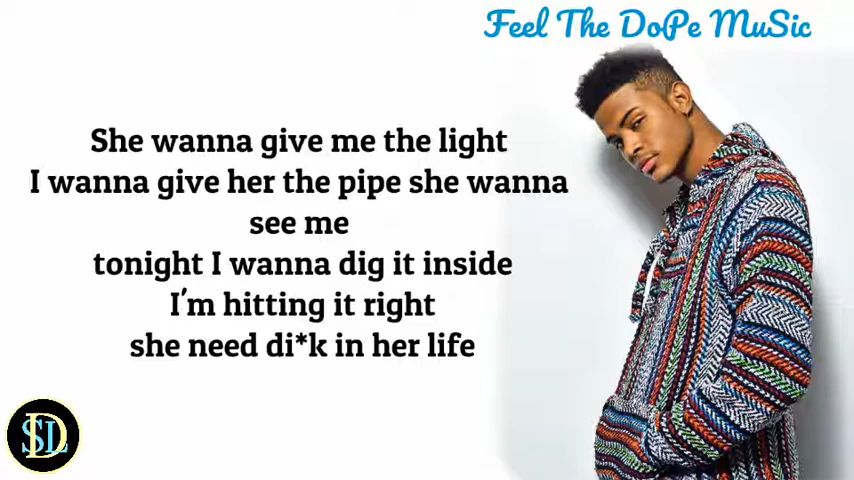 Feel The DoPe MuSic
She wanna give me the light
I wanna give her the pipe she wanna
see me
tonight I wanna dig it inside
I'm hitting it right
she need di*k in her life
DSL